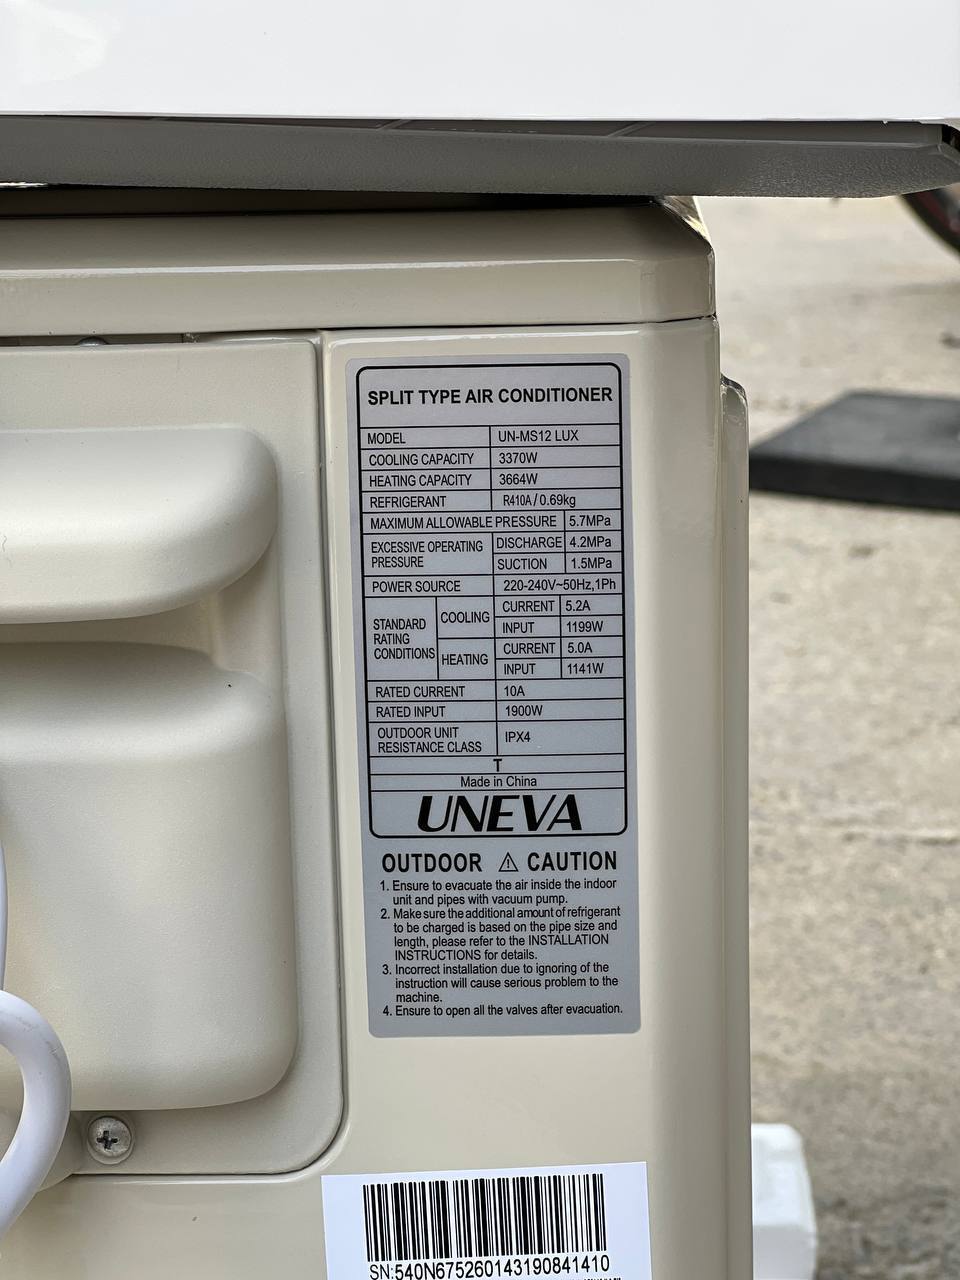 SPLIT TYPE AIR CONDITIONER
MODEL UN-MS12 LUX
COOLING CAPACITY 3370W
HEATING CAPACITY 3664W
REFRIGERANT R410A / 0.69kg
MAXIMUM ALLOWABLE PRESSURE 5.7MPa
EXCESSIVE OPERATING PRESSURE DISCHARGE 4.2MPa
SUCTION 1.5MPa
POWER SOURCE 220-240V~50Hz,1Ph
STANDARD RATING CONDITIONS COOLING CURRENT 5.2A
INPUT 1199W
HEATING CURRENT 5.0A
INPUT 1141W
RATED CURRENT 10A
RATED INPUT 1900W
OUTDOOR UNIT RESISTANCE CLASS IPX4
T
Made in China
UNEVA
OUTDOOR ⚠ CAUTION
1. Ensure to evacuate the air inside the indoor
unit and pipes with vacuum pump.
2. Make sure the additional amount of refrigerant
to be charged is based on the pipe size and
length, please refer to the INSTALLATION
INSTRUCTIONS for details.
3. Incorrect installation due to ignoring of the
instruction will cause serious problem to the
machine.
4. Ensure to open all the valves after evacuation.
SN:540N675260143190841410